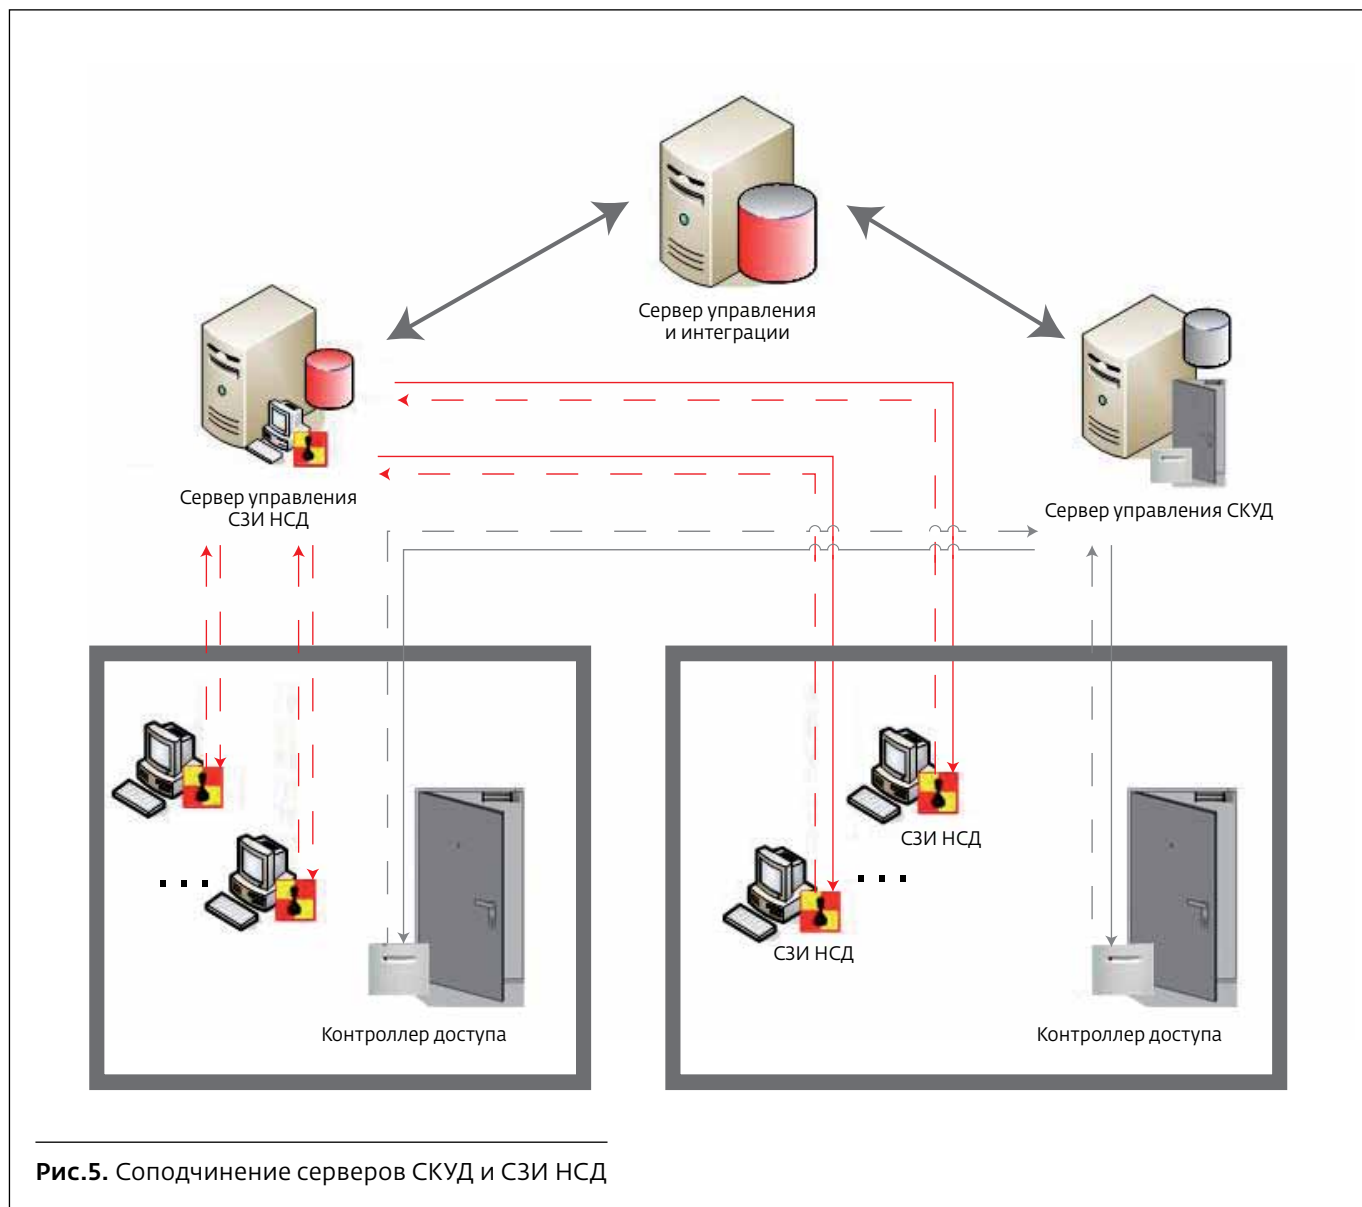 Сервер управления
и интеграции
Сервер управления
СЗИ НСД
Сервер управления СКУД
СЗИ НСД
СЗИ НСД
Контроллер доступа
Контроллер доступа
Рис.5. Соподчинение серверов СКУД и СЗИ НСД